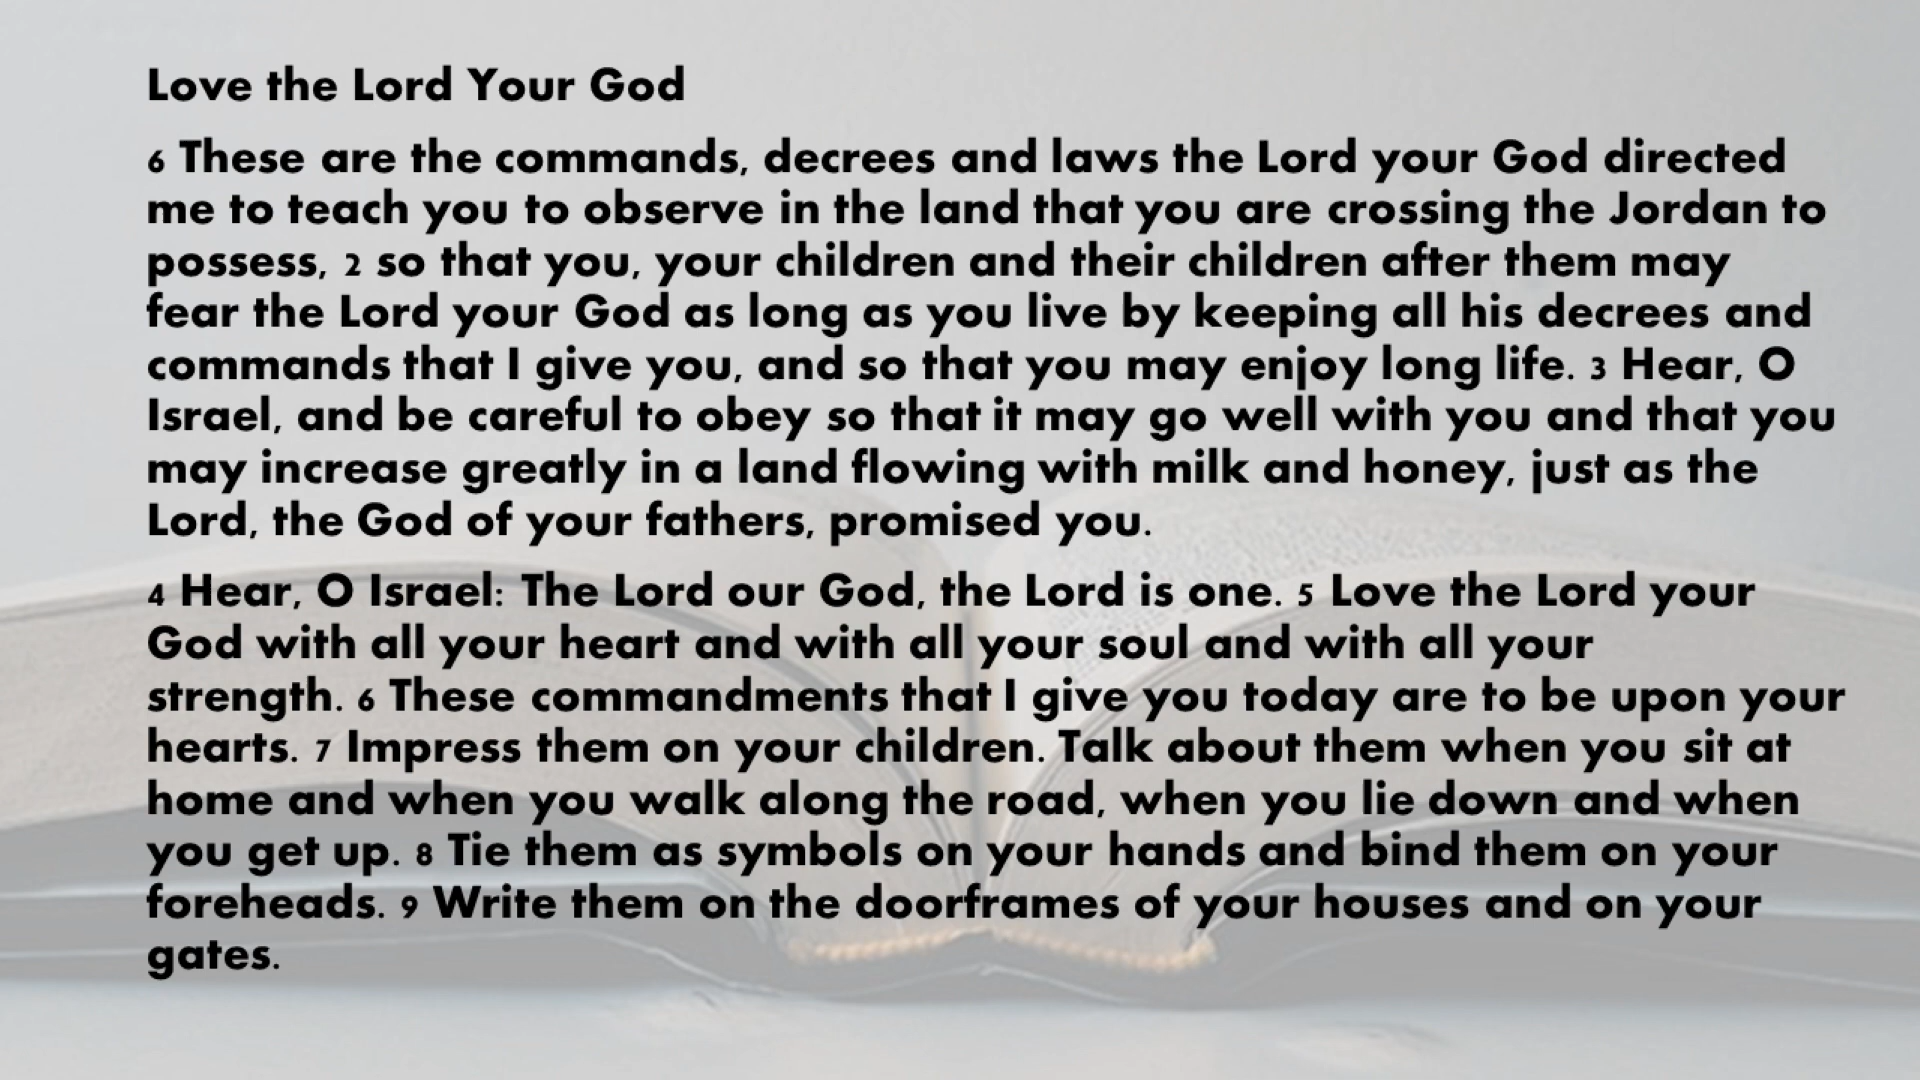 Love the Lord Your God
6 These are the commands, decrees and laws the Lord your God directed
me to teach you to observe in the land that you are crossing the Jordan to
possess, 2 so that you, your children and their children after them may
fear the Lord your God as long as you live by keeping all his decrees and
commands that I give you, and so that you may enjoy long life. 3 Hear, O
Israel, and be careful to obey so that it may go well with you and that you
may increase greatly in a land flowing with milk and honey, just as the
Lord, the God of your fathers, promised you.
4 Hear, O Israel: The Lord our God, the Lord is one. 5 Love the Lord your
God with all your heart and with all your soul and with all your
strength. 6 These commandments that I give you today are to be upon your
hearts. 7 Impress them on your children. Talk about them when you sit at
home and when you walk along the road, when you lie down and when
you get up. 8 Tie them as symbols on your hands and bind them on your
foreheads. 9 Write them on the doorframes of your houses and on your
gates.